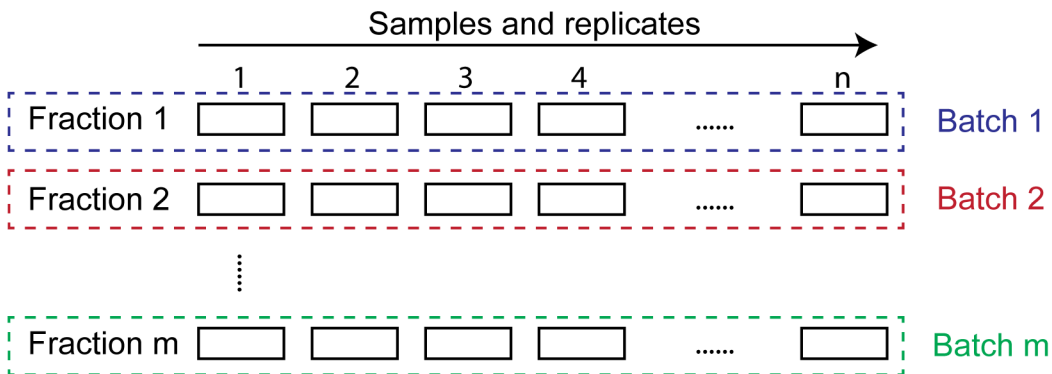 Samples and replicates
1 2 3 4 n
Fraction 1 ...... Batch 1
Fraction 2 ...... Batch 2
......
Fraction m ...... Batch m